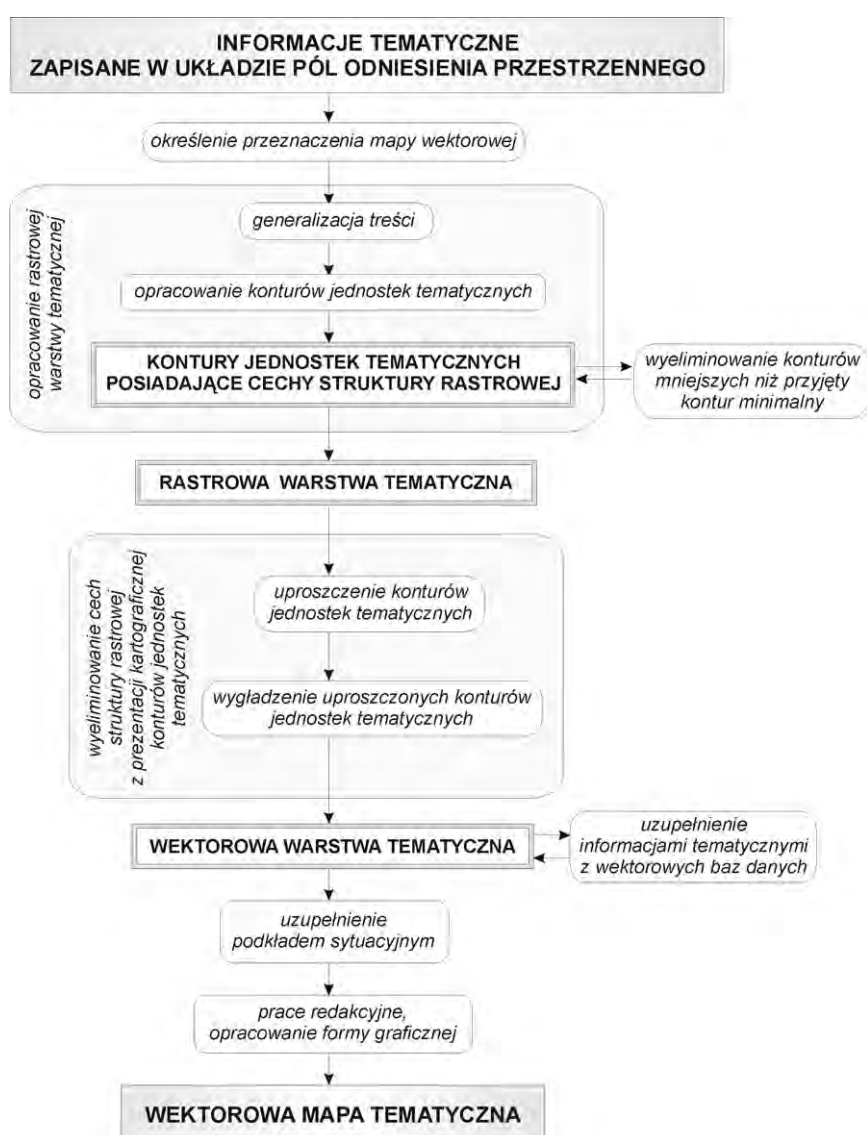 INFORMACJE TEMATYCZNE
ZAPISANE W UKŁADZIE PÓL ODNIESIENIA PRZESTRZENNEGO
określenie przeznaczenia mapy wektorowej
opracowanie rastrowej
warstwy tematycznej
generalizacja treści
opracowanie konturów jednostek tematycznych
KONTURY JEDNOSTEK TEMATYCZNYCH
POSIADAJĄCE CECHY STRUKTURY RASTROWEJ
wyeliminowanie konturów
mniejszych niż przyjęty
kontur minimalny
RASTROWA WARSTWA TEMATYCZNA
wyeliminowanie cech
struktury rastrowej
z prezentacji kartograficznej
konturów jednostek
tematycznych
uproszczenie konturów
jednostek tematycznych
wygładzenie uproszczonych konturów
jednostek tematycznych
WEKTOROWA WARSTWA TEMATYCZNA
uzupełnienie
informacjami tematycznymi
z wektorowych baz danych
uzupełnienie
podkładem sytuacyjnym
prace redakcyjne,
opracowanie formy graficznej
WEKTOROWA MAPA TEMATYCZNA